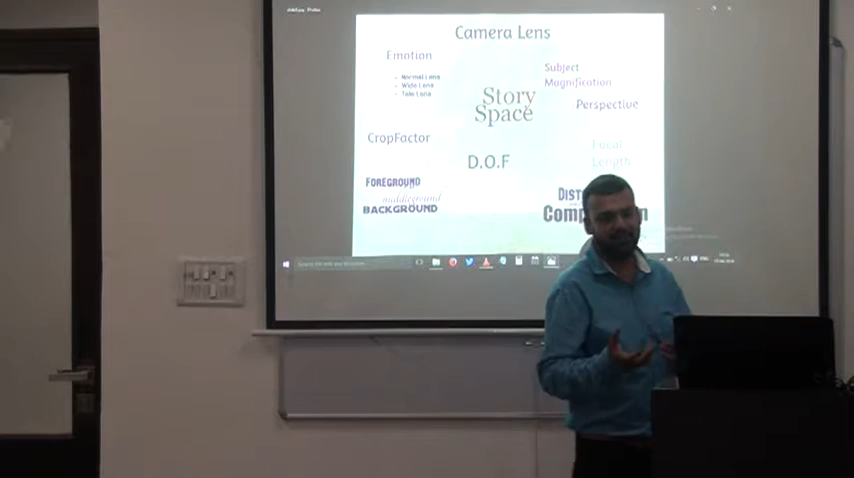 Camera Lens
Emotion
- Normal Lens
- Wide Lens
- Tele Lens
Subject
Magnification
Story
Space
Perspective
CropFactor
Focal
Length
D.O.F
FOREGROUND
middleground
BACKGROUND